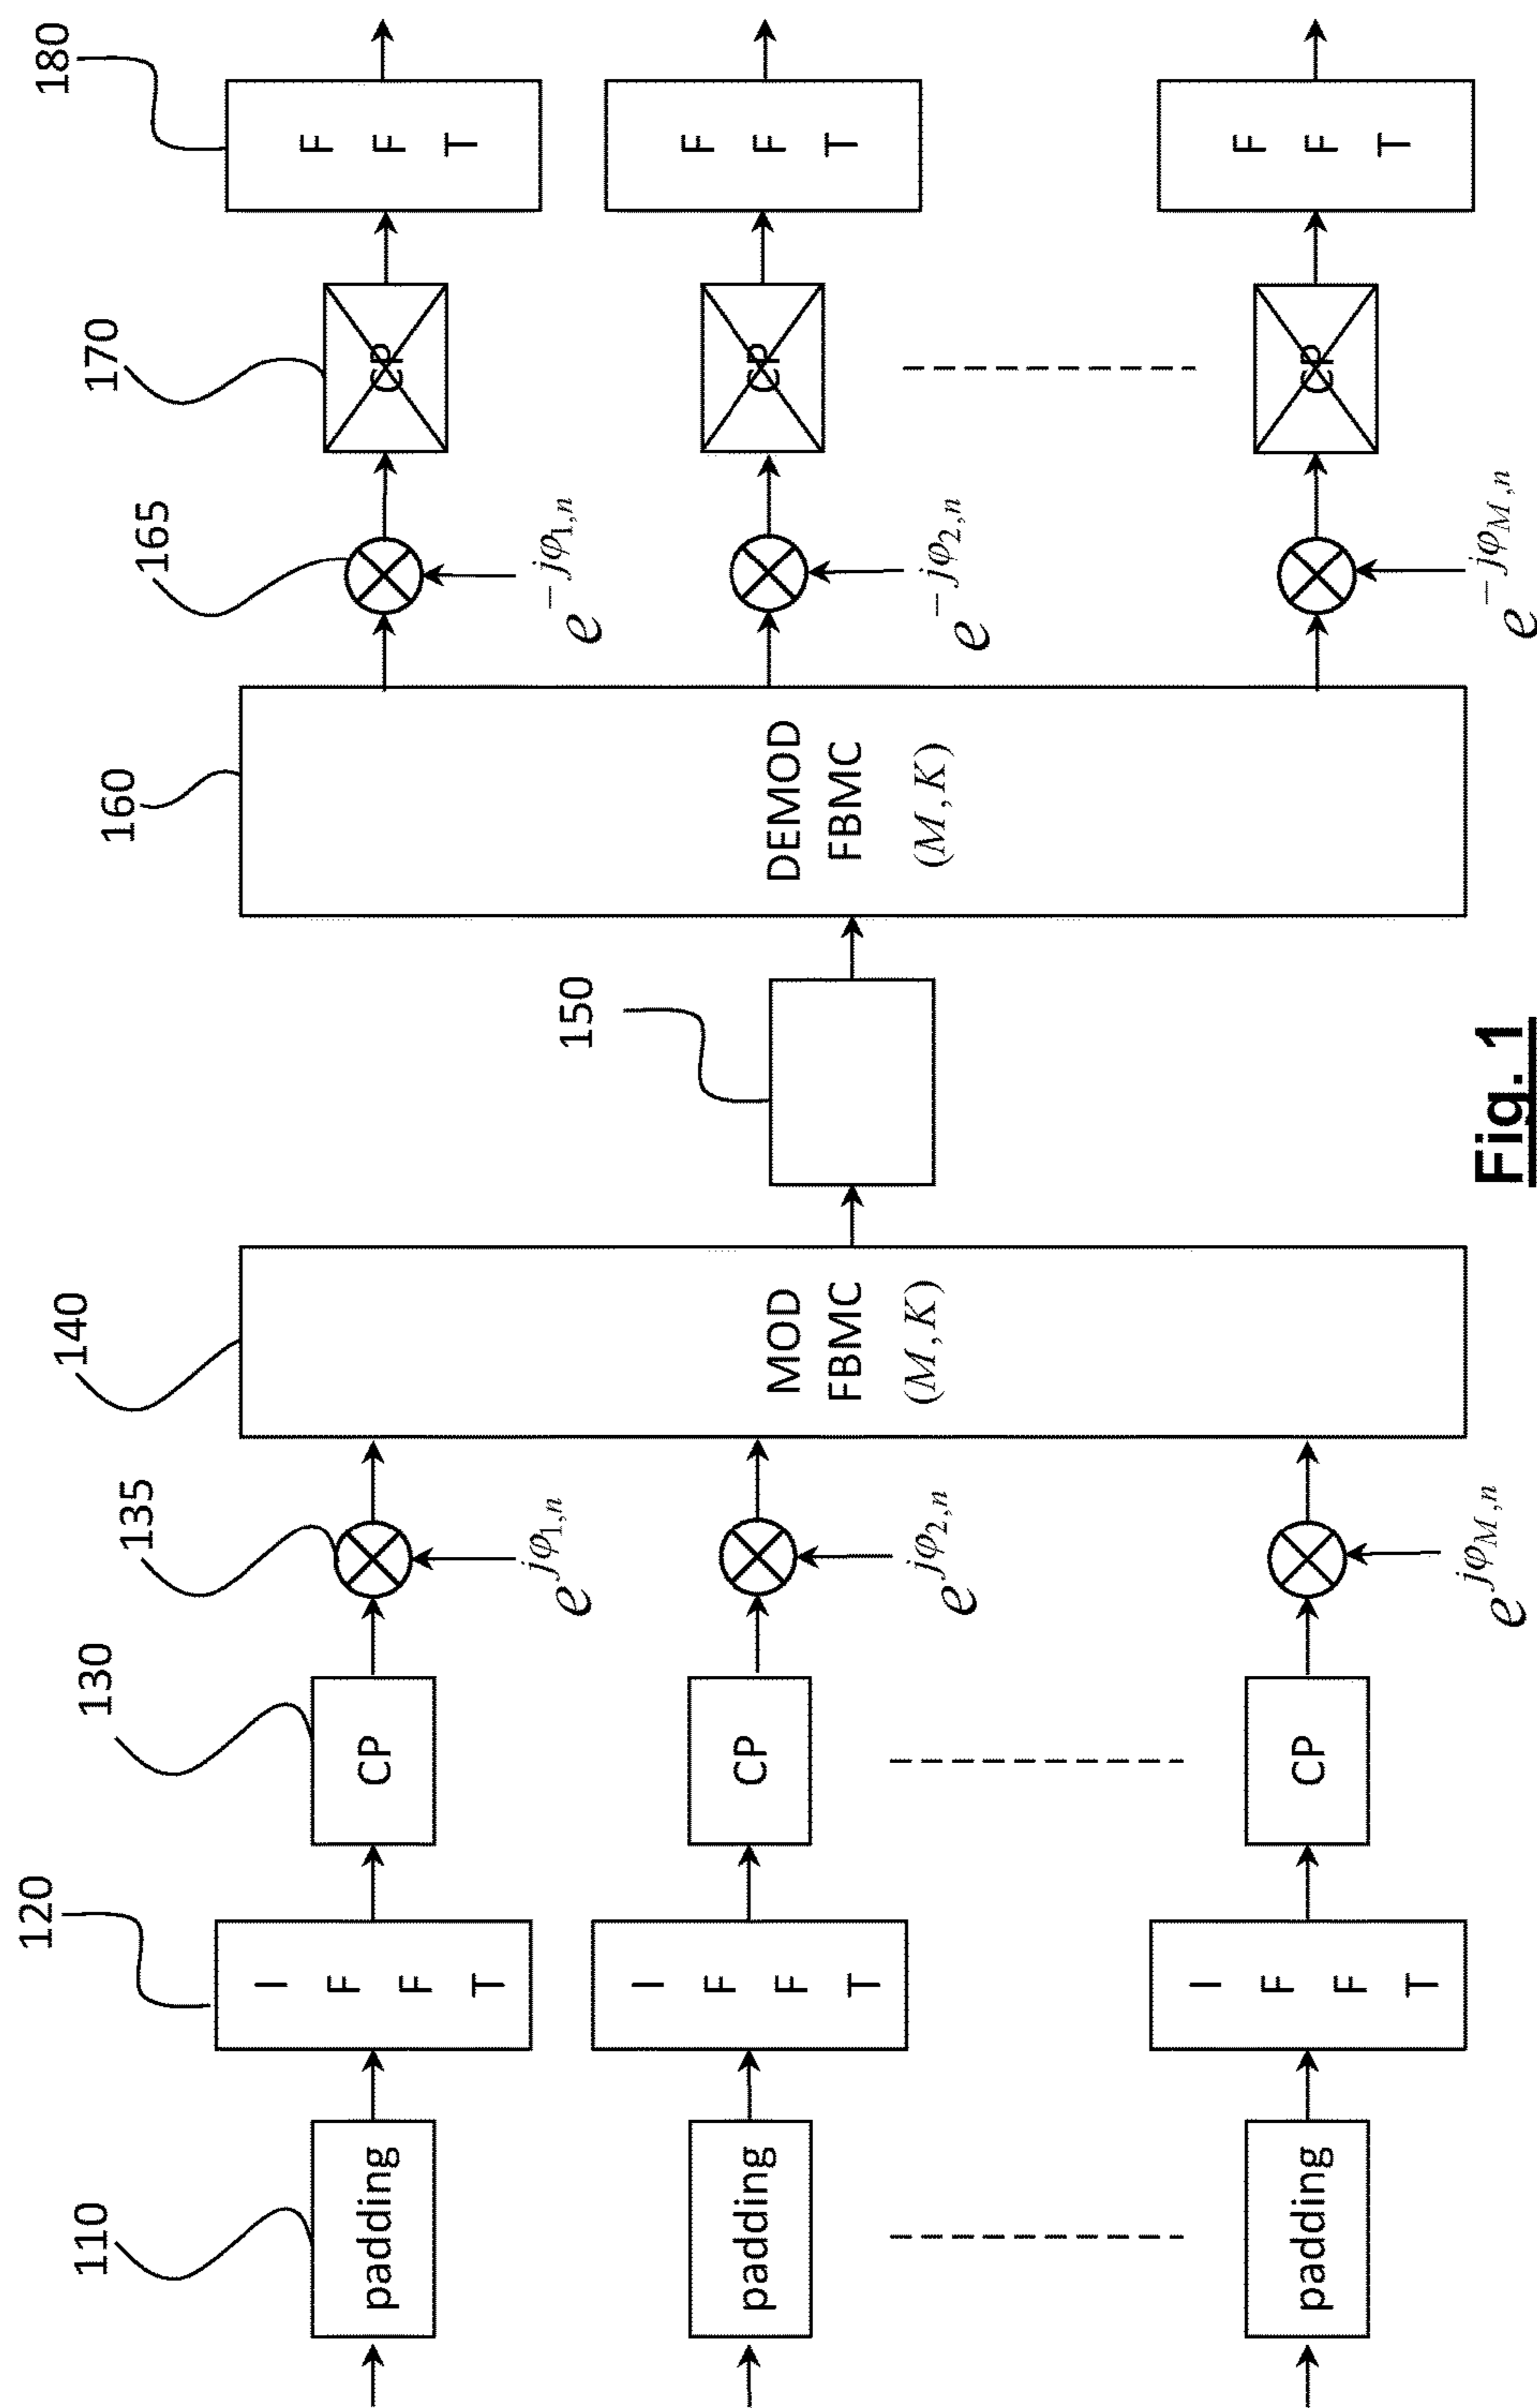 110
120
130
135
140
150
160
165
170
180
padding
I
F
F
T
CP
e^{jφ_{1,n}}
MOD
FBMC
(M,K)
DEMOD
FBMC
(M,K)
e^{-jφ_{1,n}}
CP
F
F
T
padding
I
F
F
T
CP
e^{jφ_{2,n}}
e^{-jφ_{2,n}}
CP
F
F
T
padding
I
F
F
T
CP
e^{jφ_{M,n}}
e^{-jφ_{M,n}}
CP
F
F
T
Fig. 1